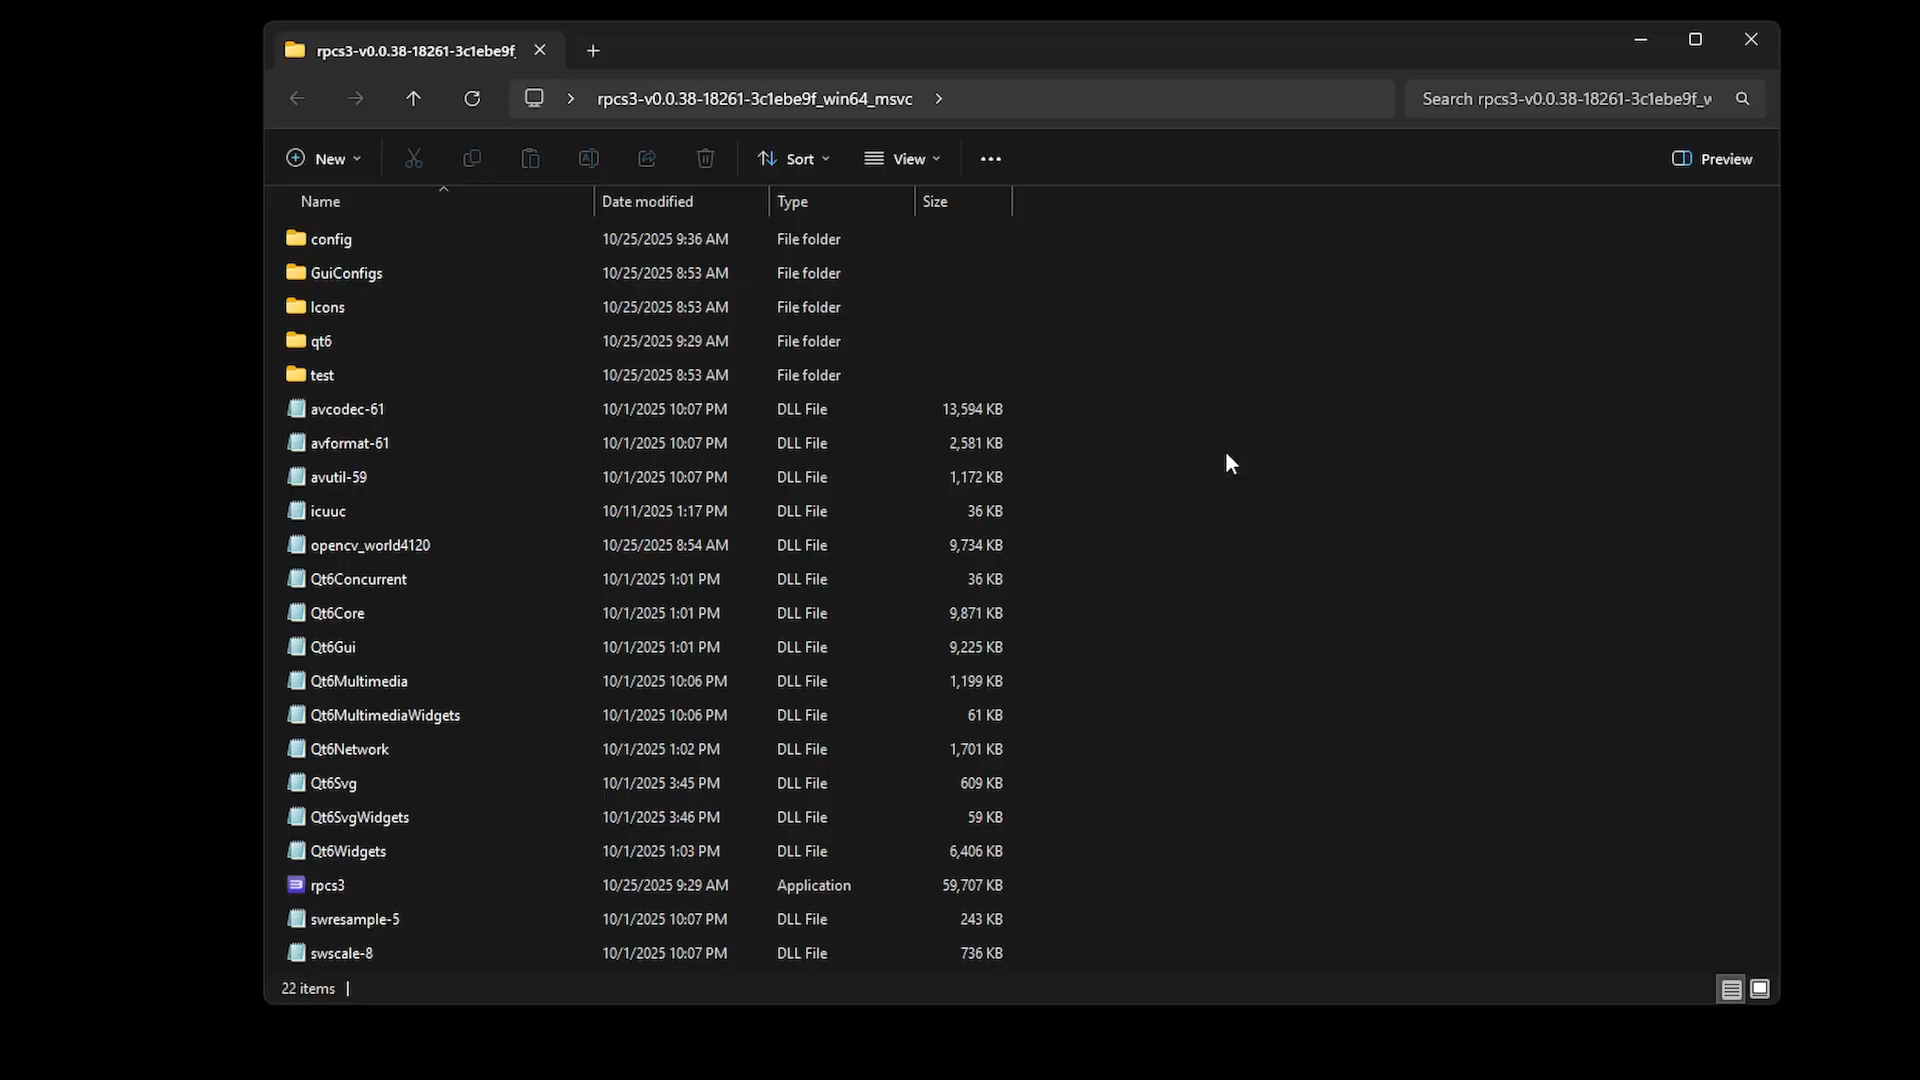 rpcs3-v0.0.38-18261-3c1ebe9f_
rpcs3-v0.0.38-18261-3c1ebe9f_win64_msvc
Search rpcs3-v0.0.38-18261-3c1ebe9f_w
New
Sort
View
Preview
Name Date modified Type Size
config 10/25/2025 9:36 AM File folder
GuiConfigs 10/25/2025 8:53 AM File folder
Icons 10/25/2025 8:53 AM File folder
qt6 10/25/2025 9:29 AM File folder
test 10/25/2025 8:53 AM File folder
avcodec-61 10/1/2025 10:07 PM DLL File 13,594 KB
avformat-61 10/1/2025 10:07 PM DLL File 2,581 KB
avutil-59 10/1/2025 10:07 PM DLL File 1,172 KB
icuuc 10/11/2025 1:17 PM DLL File 36 KB
opencv_world4120 10/25/2025 8:54 AM DLL File 9,734 KB
Qt6Concurrent 10/1/2025 1:01 PM DLL File 36 KB
Qt6Core 10/1/2025 1:01 PM DLL File 9,871 KB
Qt6Gui 10/1/2025 1:01 PM DLL File 9,225 KB
Qt6Multimedia 10/1/2025 10:06 PM DLL File 1,199 KB
Qt6MultimediaWidgets 10/1/2025 10:06 PM DLL File 61 KB
Qt6Network 10/1/2025 1:02 PM DLL File 1,701 KB
Qt6Svg 10/1/2025 3:45 PM DLL File 609 KB
Qt6SvgWidgets 10/1/2025 3:46 PM DLL File 59 KB
Qt6Widgets 10/1/2025 1:03 PM DLL File 6,406 KB
rpcs3 10/25/2025 9:29 AM Application 59,707 KB
swresample-5 10/1/2025 10:07 PM DLL File 243 KB
swscale-8 10/1/2025 10:07 PM DLL File 736 KB
22 items